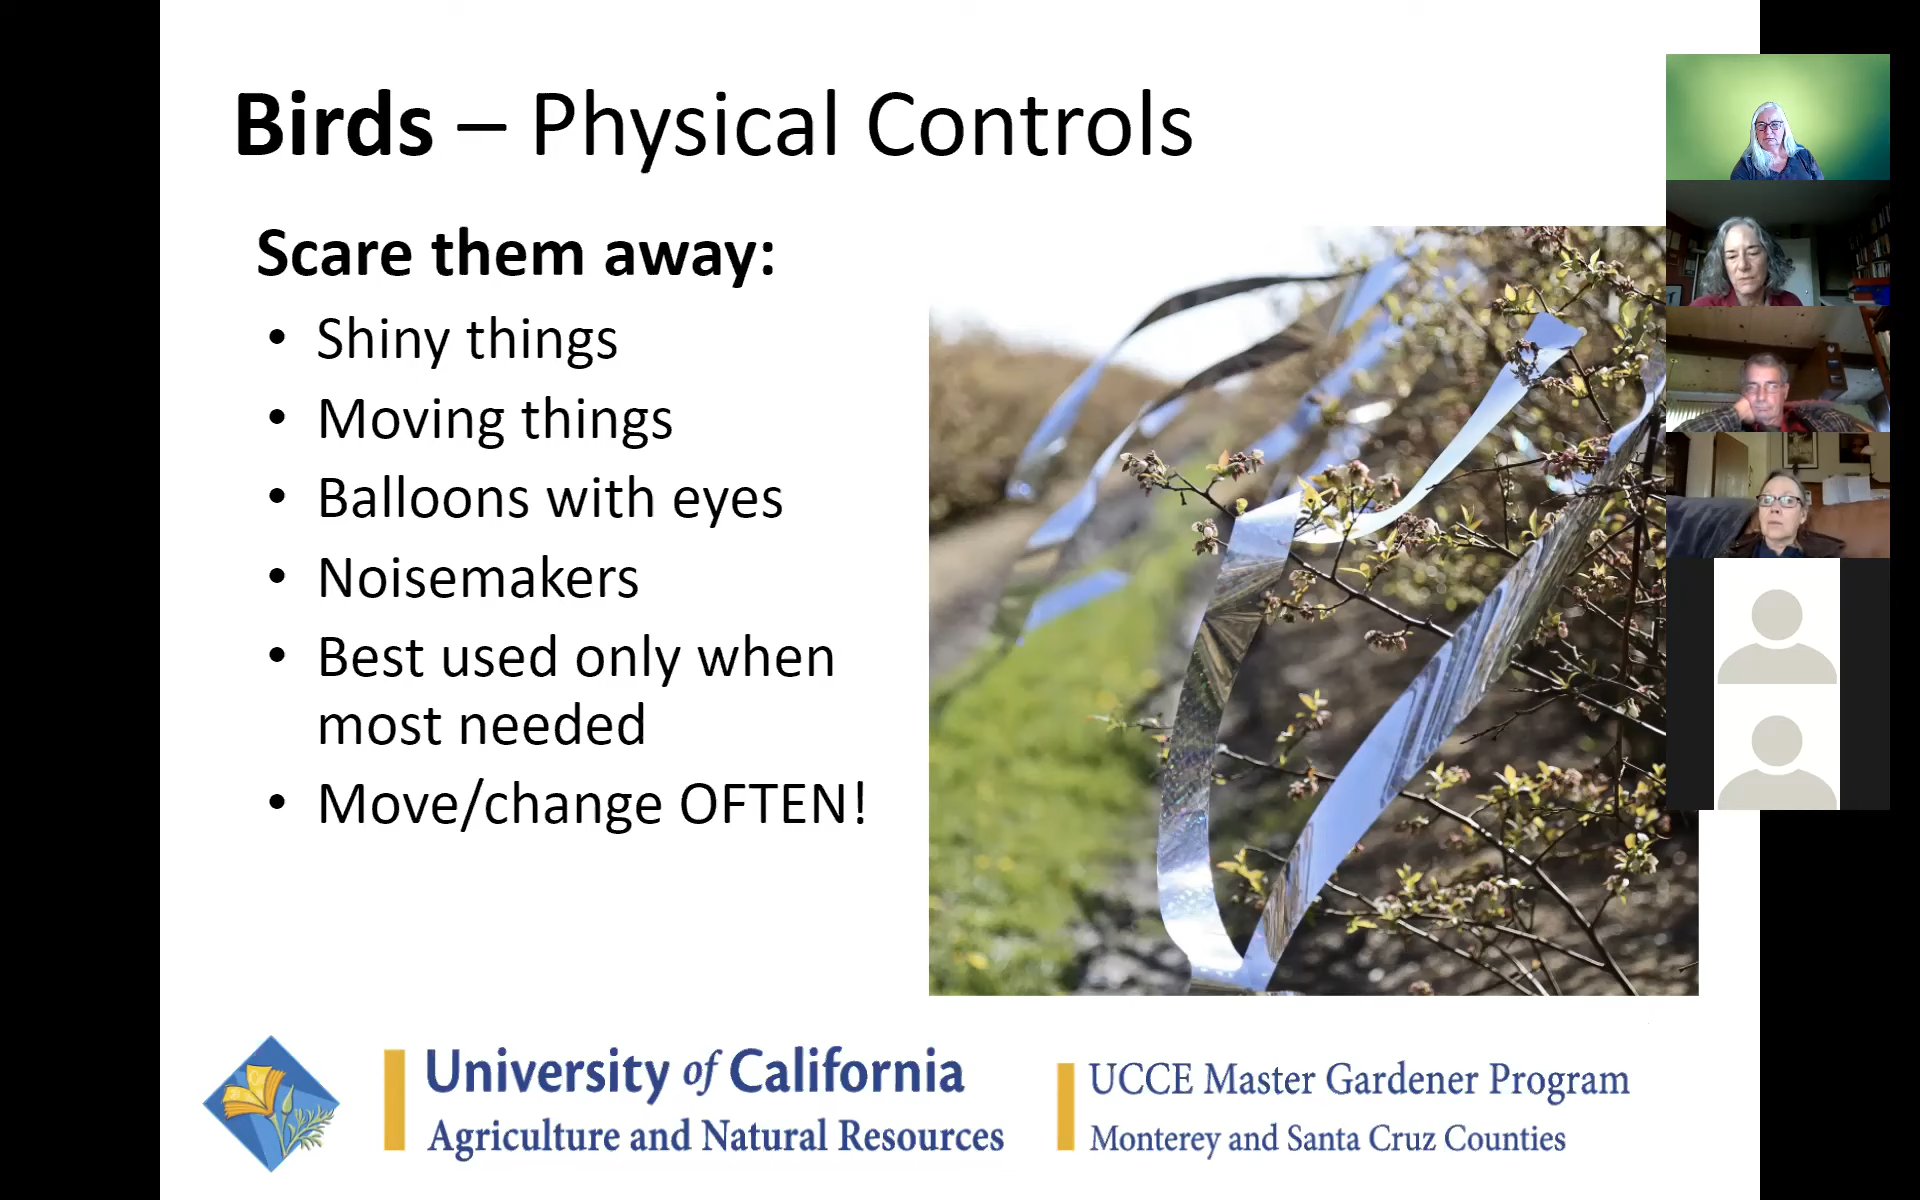 Birds – Physical Controls
Scare them away:
• Shiny things
• Moving things
• Balloons with eyes
• Noisemakers
• Best used only when
most needed
• Move/change OFTEN!
University of California
Agriculture and Natural Resources
UCCE Master Gardener Program
Monterey and Santa Cruz Counties